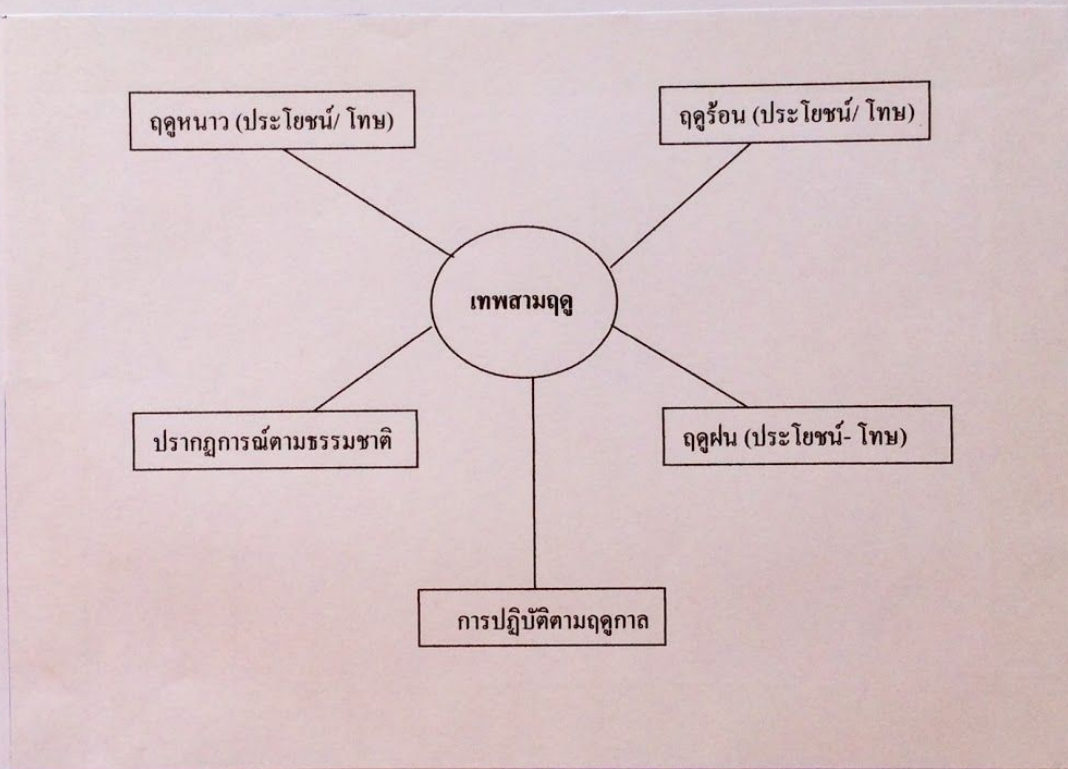 ฤดูหนาว (ประโยชน์/ โทษ)
ฤดูร้อน (ประโยชน์/ โทษ)
เทพสามฤดู
ปรากฏการณ์ตามธรรมชาติ
ฤดูฝน (ประโยชน์- โทษ)
การปฏิบัติตามฤดูกาล